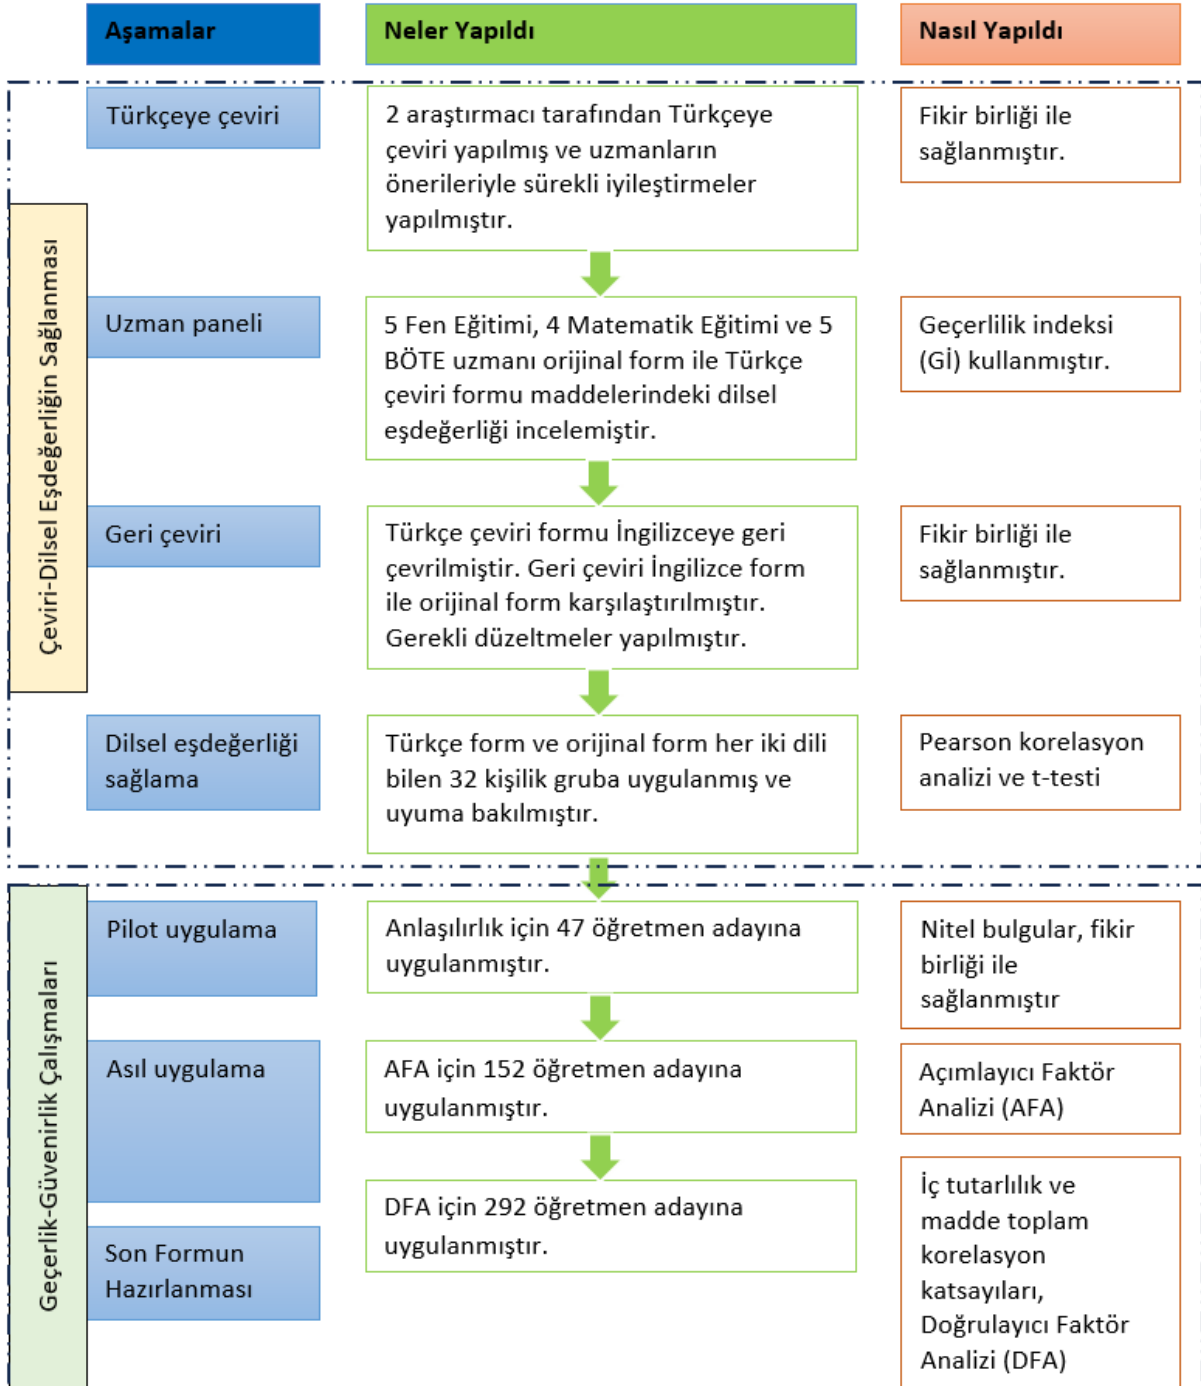 Aşamalar
Neler Yapıldı
Nasıl Yapıldı
Çeviri-Dilsel Eşdeğerliğin Sağlanması
Türkçeye çeviri
2 araştırmacı tarafından Türkçeye
çeviri yapılmış ve uzmanların
önerileriyle sürekli iyileştirmeler
yapılmıştır.
Fikir birliği ile
sağlanmıştır.
Uzman paneli
5 Fen Eğitimi, 4 Matematik Eğitimi ve 5
BÖTE uzmanı orijinal form ile Türkçe
çeviri formu maddelerindeki dilsel
eşdeğerliği incelemiştir.
Geçerlilik indeksi
(Gİ) kullanmıştır.
Geri çeviri
Türkçe çeviri formu İngilizceye geri
çevrilmiştir. Geri çeviri İngilizce form
ile orijinal form karşılaştırılmıştır.
Gerekli düzeltmeler yapılmıştır.
Fikir birliği ile
sağlanmıştır.
Dilsel eşdeğerliği
sağlama
Türkçe form ve orijinal form her iki dili
bilen 32 kişilik gruba uygulanmış ve
uyuma bakılmıştır.
Pearson korelasyon
analizi ve t-testi
Geçerlik-Güvenirlik Çalışmaları
Pilot uygulama
Anlaşılırlık için 47 öğretmen adayına
uygulanmıştır.
Nitel bulgular, fikir
birliği ile
sağlanmıştır
Asıl uygulama
AFA için 152 öğretmen adayına
uygulanmıştır.
Açımlayıcı Faktör
Analizi (AFA)
DFA için 292 öğretmen adayına
uygulanmıştır.
Son Formun
Hazırlanması
İç tutarlılık ve
madde toplam
korelasyon
katsayıları,
Doğrulayıcı Faktör
Analizi (DFA)